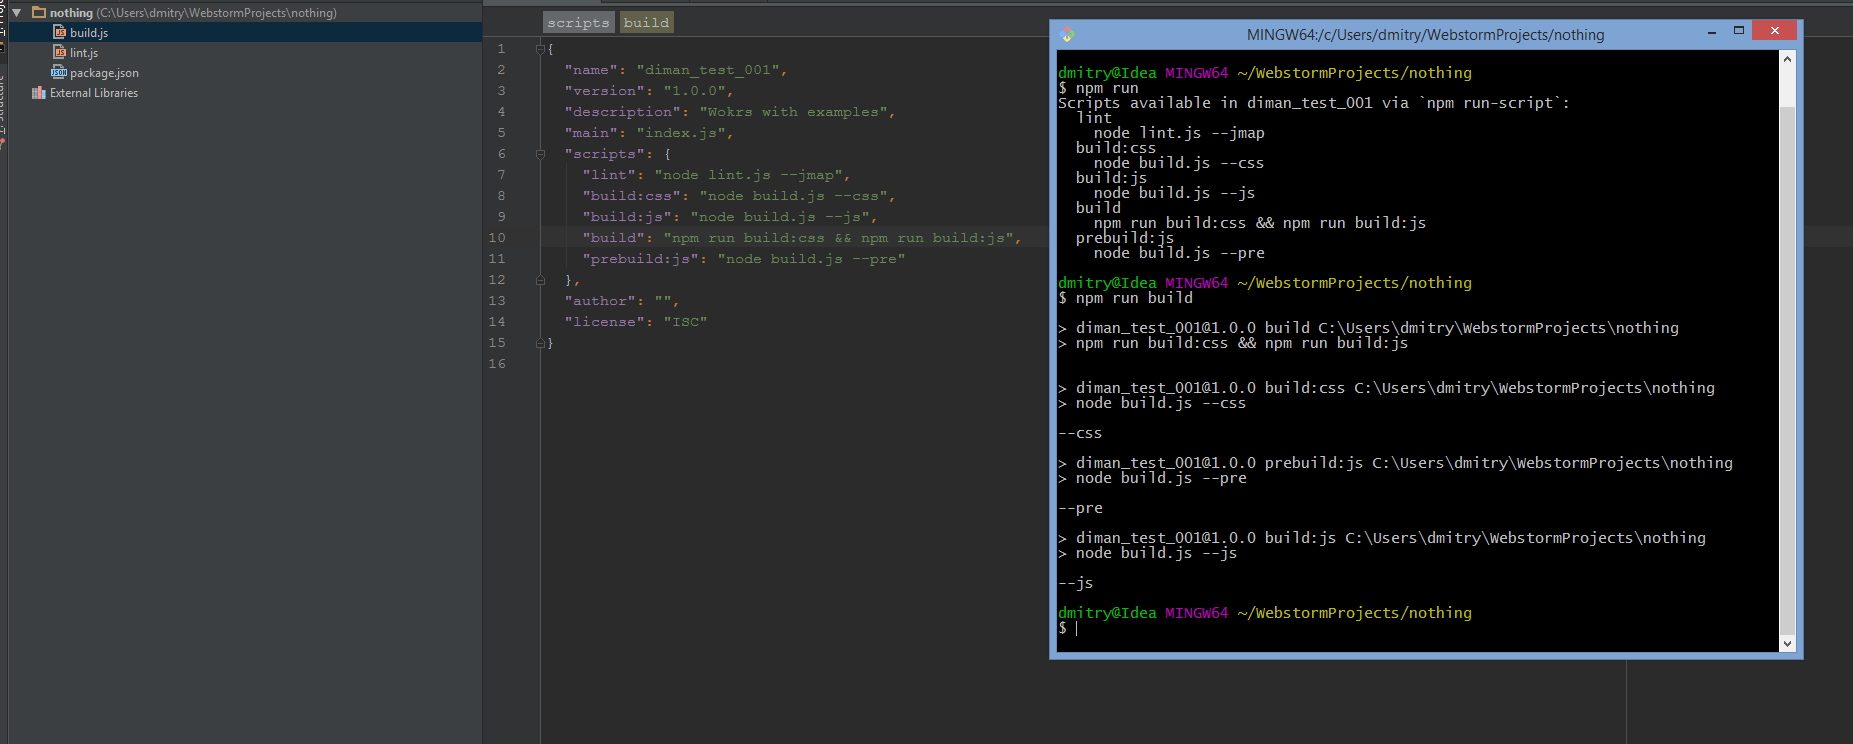 nothing (C:\Users\dmitry\WebstormProjects\nothing)
build.js
lint.js
package.json
External Libraries
scripts build
1 {
2 "name": "diman_test_001",
3 "version": "1.0.0",
4 "description": "Wokrs with examples",
5 "main": "index.js",
6 "scripts": {
7 "lint": "node lint.js --jmap",
8 "build:css": "node build.js --css",
9 "build:js": "node build.js --js",
10 "build": "npm run build:css && npm run build:js",
11 "prebuild:js": "node build.js --pre"
12 },
13 "author": "",
14 "license": "ISC"
15 }
16
MINGW64:/c/Users/dmitry/WebstormProjects/nothing
dmitry@Idea MINGW64 ~/WebstormProjects/nothing
$ npm run
Scripts available in diman_test_001 via `npm run-script`:
lint
node lint.js --jmap
build:css
node build.js --css
build:js
node build.js --js
build
npm run build:css && npm run build:js
prebuild:js
node build.js --pre
dmitry@Idea MINGW64 ~/WebstormProjects/nothing
$ npm run build
> diman_test_001@1.0.0 build C:\Users\dmitry\WebstormProjects\nothing
> npm run build:css && npm run build:js
> diman_test_001@1.0.0 build:css C:\Users\dmitry\WebstormProjects\nothing
> node build.js --css
--css
> diman_test_001@1.0.0 prebuild:js C:\Users\dmitry\WebstormProjects\nothing
> node build.js --pre
--pre
> diman_test_001@1.0.0 build:js C:\Users\dmitry\WebstormProjects\nothing
> node build.js --js
--js
dmitry@Idea MINGW64 ~/WebstormProjects/nothing
$